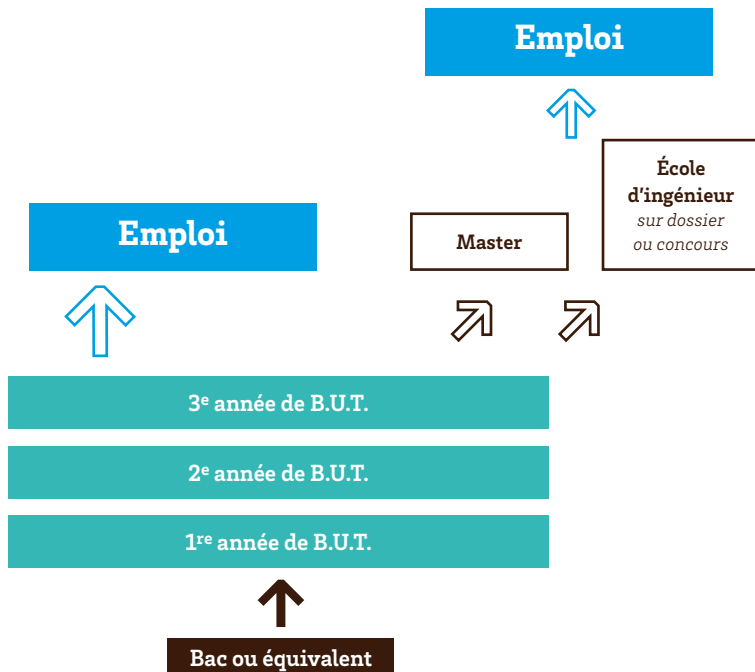 Emploi
École
d'ingénieur
sur dossier
ou concours
Master
Emploi
3e année de B.U.T.
2e année de B.U.T.
1re année de B.U.T.
Bac ou équivalent